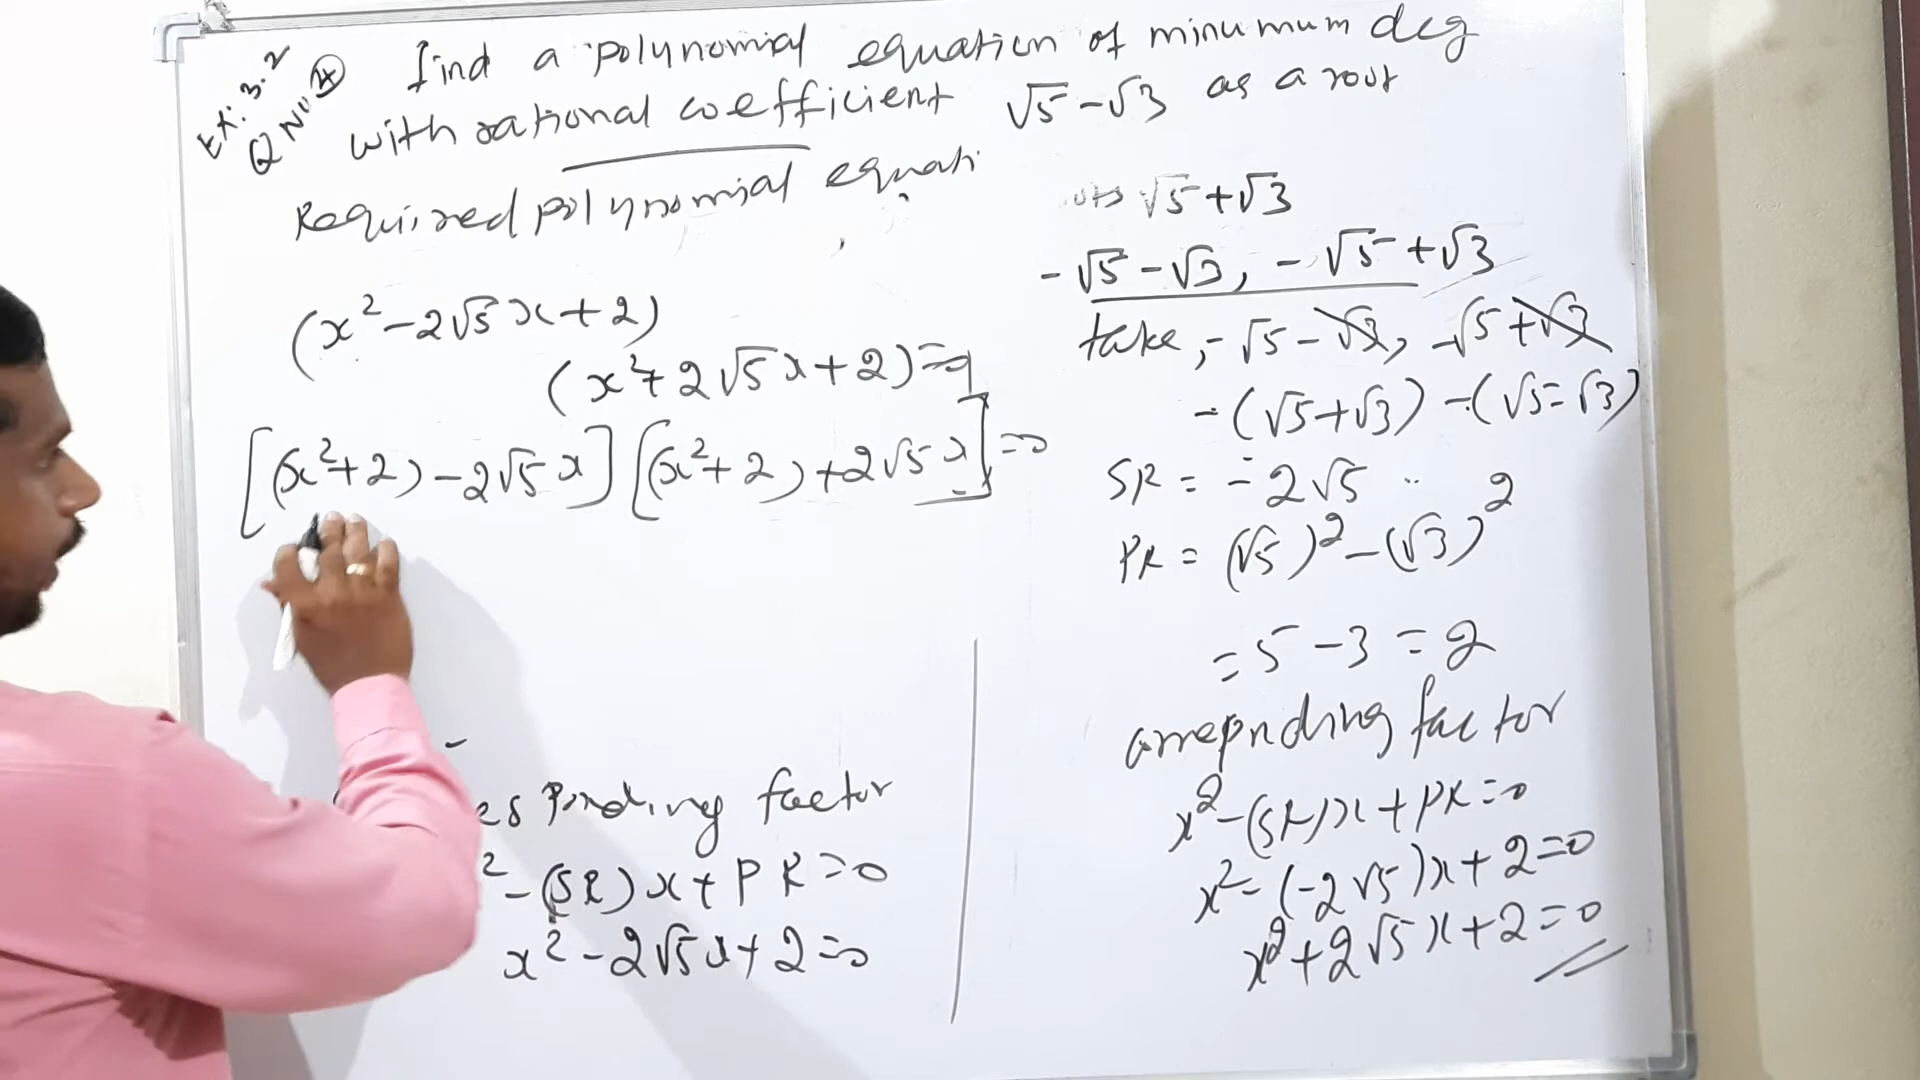 Ex: 3.2
Q No 4 find a polynomial equation of minumum deg
with rational coefficient √5 - √3 as a root
Required polynomial equati
(x² - 2√5 x + 2)
(x² + 2√5 x + 2) = 0
[(x² + 2) - 2√5 x] [(x² + 2) + 2√5 x] = 0
es ponding factor
² - (SR) x + PR = 0
x² - 2√5 x + 2 = 0
√5 + √3
- √5 - √3, - √5 + √3
take, - √5 - √3, - √5 + √3
- (√5 + √3) - (√5 - √3)
SR = - 2√5
PR = (√5)² - (√3)²
= 5 - 3 = 2
factor
x² - (SR) x + PR = 0
x² - (-2√5) x + 2 = 0
x² + 2√5 x + 2 = 0